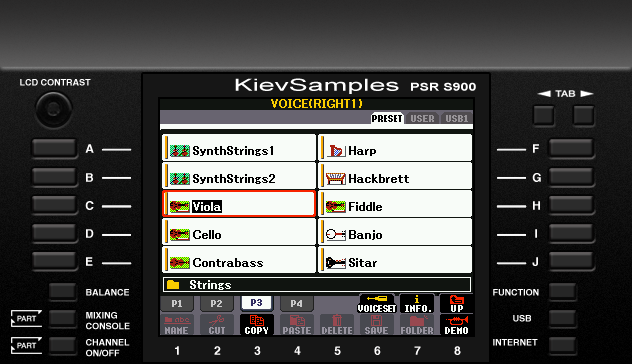 LCD CONTRAST
KievSamples PSR S900
TAB
VOICE(RIGHT1)
PRESET USER USB1
A SynthStrings1 Harp F
B SynthStrings2 Hackbrett G
C Viola Fiddle H
D Cello Banjo I
E Contrabass Sitar J
Strings
BALANCE
FUNCTION
P1 P2 P3 P4 VOICESET INFO. UP
PART MIXING CONSOLE
USB
NAME CUT COPY PASTE DELETE SAVE FOLDER DEMO
PART CHANNEL ON/OFF
INTERNET
1 2 3 4 5 6 7 8